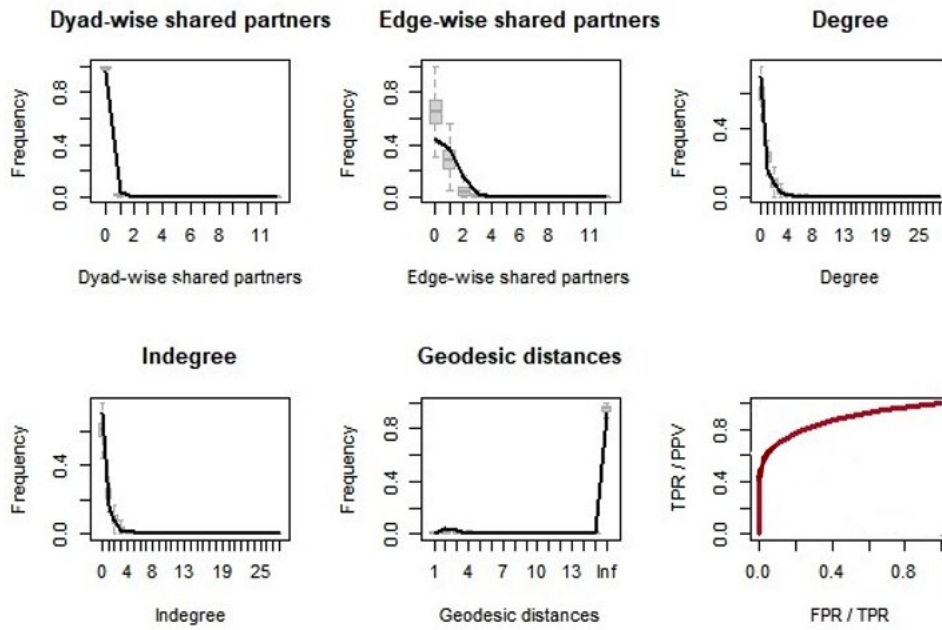 Dyad-wise shared partners
Frequency
0.0 0.4 0.8
0 2 4 6 8 11
Dyad-wise shared partners
Edge-wise shared partners
Frequency
0.0 0.4 0.8
0 2 4 6 8 11
Edge-wise shared partners
Degree
Frequency
0.0 0.4
0 4 8 13 19 25
Degree
Indegree
Frequency
0.0 0.4
0 4 8 13 19 25
Indegree
Geodesic distances
Frequency
0.0 0.4 0.8
1 4 7 10 13 Inf
Geodesic distances
TPR / PPV
0.0 0.4 0.8
0.0 0.4 0.8
FPR / TPR